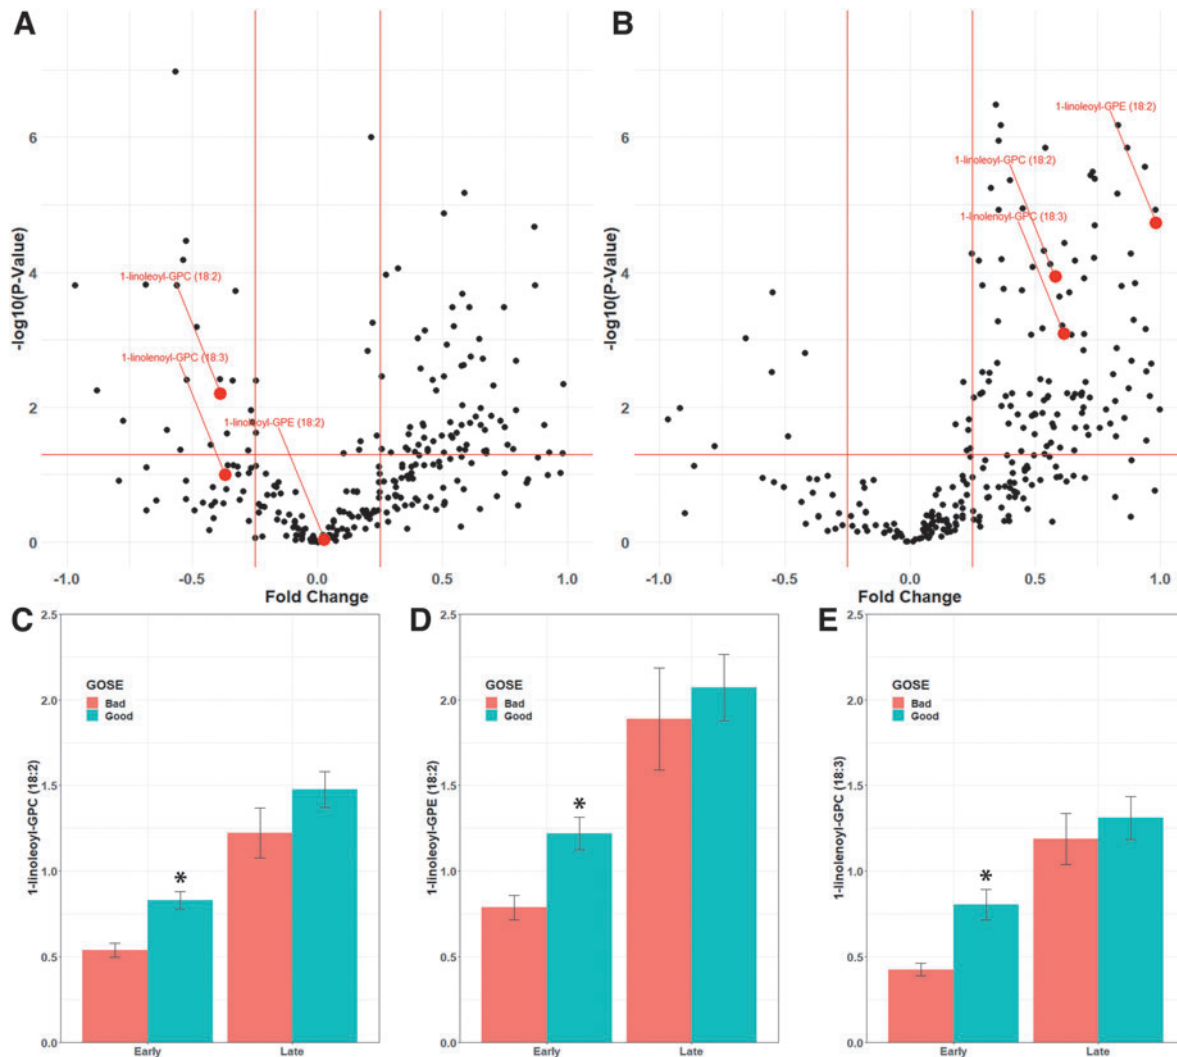 A
B
-log10(P-Value)
6
4
2
0
1-linoleoyl-GPC (18:2)
1-linolenoyl-GPC (18:3)
1-linoleoyl-GPE (18:2)
-1.0
-0.5
0.0
0.5
1.0
Fold Change
-log10(P-Value)
6
4
2
0
1-linoleoyl-GPE (18:2)
1-linoleoyl-GPC (18:2)
1-linolenoyl-GPC (18:3)
-1.0
-0.5
0.0
0.5
1.0
Fold Change
C
1-linoleoyl-GPC (18:2)
2.5
2.0
1.5
1.0
0.5
0.0
GOSE
Bad
Good
*
Early
Late
D
1-linoleoyl-GPE (18:2)
2.5
2.0
1.5
1.0
0.5
0.0
GOSE
Bad
Good
*
Early
Late
E
1-linolenoyl-GPC (18:3)
2.5
2.0
1.5
1.0
0.5
0.0
GOSE
Bad
Good
*
Early
Late